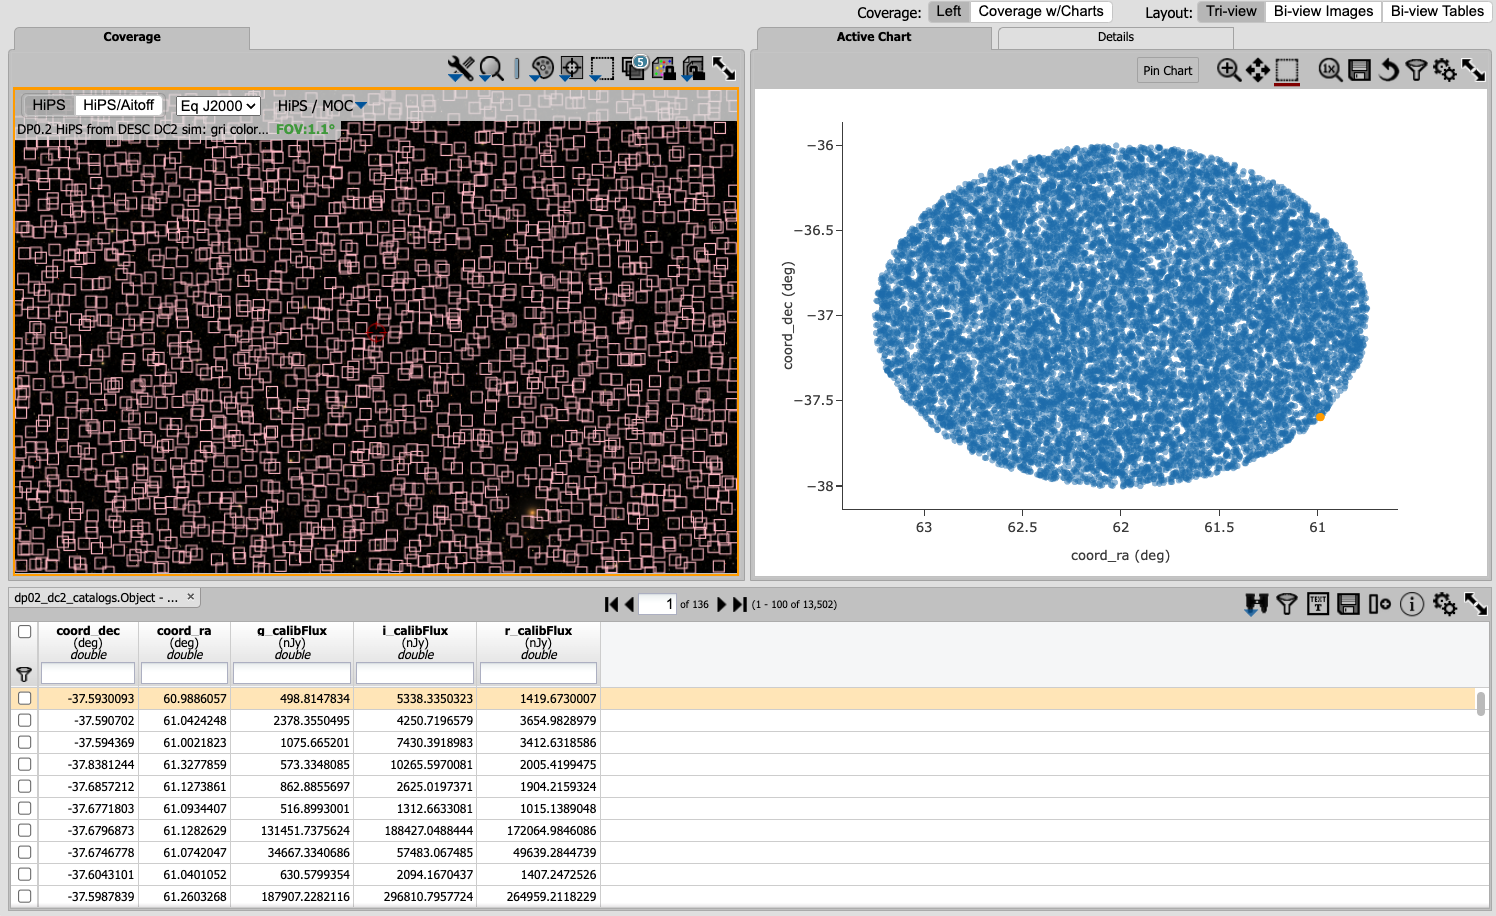 Coverage: Left Coverage w/Charts Layout: Tri-view Bi-view Images Bi-view Tables
Coverage
Active Chart Details
5
Pin Chart 1x
HiPS HiPS/Aitoff Eq J2000 HiPS / MOC
DP0.2 HiPS from DESC DC2 sim: gri color... FOV:1.1°
−36
−36.5
−37
−37.5
−38
coord_dec (deg)
63 62.5 62 61.5 61
coord_ra (deg)
dp02_dc2_catalogs.Object - ... × 1 of 136 (1 - 100 of 13,502) TEXT T i
coord_dec coord_ra g_calibFlux i_calibFlux r_calibFlux
(deg) (deg) (nJy) (nJy) (nJy)
double double double double double
-37.5930093 60.9886057 498.8147834 5338.3350323 1419.6730007
-37.590702 61.0424248 2378.3550495 4250.7196579 3654.9828979
-37.594369 61.0021823 1075.665201 7430.3918983 3412.6318586
-37.8381244 61.3277859 573.3348085 10265.5970081 2005.4199475
-37.6857212 61.1273861 862.8855697 2625.0197371 1904.2159324
-37.6771803 61.0934407 516.8993001 1312.6633081 1015.1389048
-37.6796873 61.1282629 131451.7375624 188427.0488444 172064.9846086
-37.6746778 61.0742047 34667.3340686 57483.067485 49639.2844739
-37.6043101 61.0401052 630.5799354 2094.1670437 1407.2472526
-37.5987839 61.2603268 187907.2282116 296810.7957724 264959.2118229